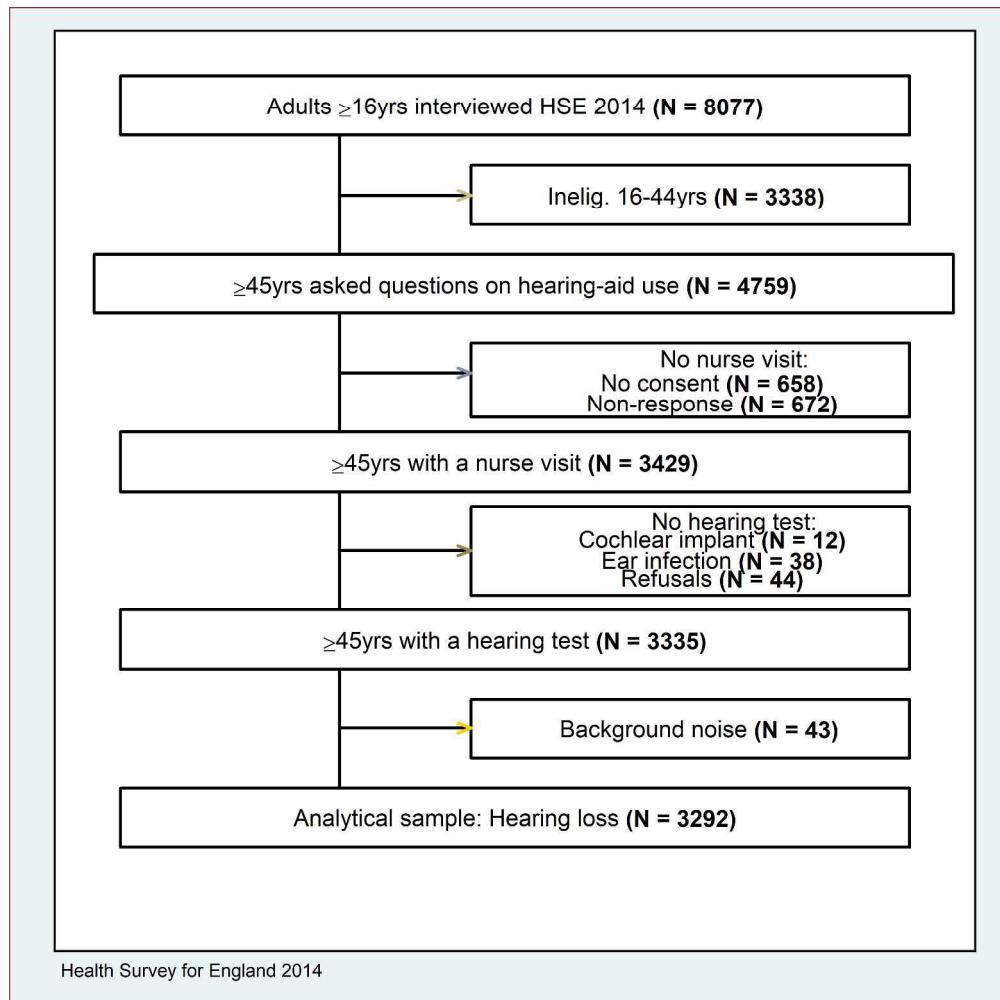 Adults ≥16yrs interviewed HSE 2014 (N = 8077)
Inelig. 16-44yrs (N = 3338)
≥45yrs asked questions on hearing-aid use (N = 4759)
No nurse visit:
No consent (N = 658)
Non-response (N = 672)
≥45yrs with a nurse visit (N = 3429)
No hearing test:
Cochlear implant (N = 12)
Ear infection (N = 38)
Refusals (N = 44)
≥45yrs with a hearing test (N = 3335)
Background noise (N = 43)
Analytical sample: Hearing loss (N = 3292)
Health Survey for England 2014